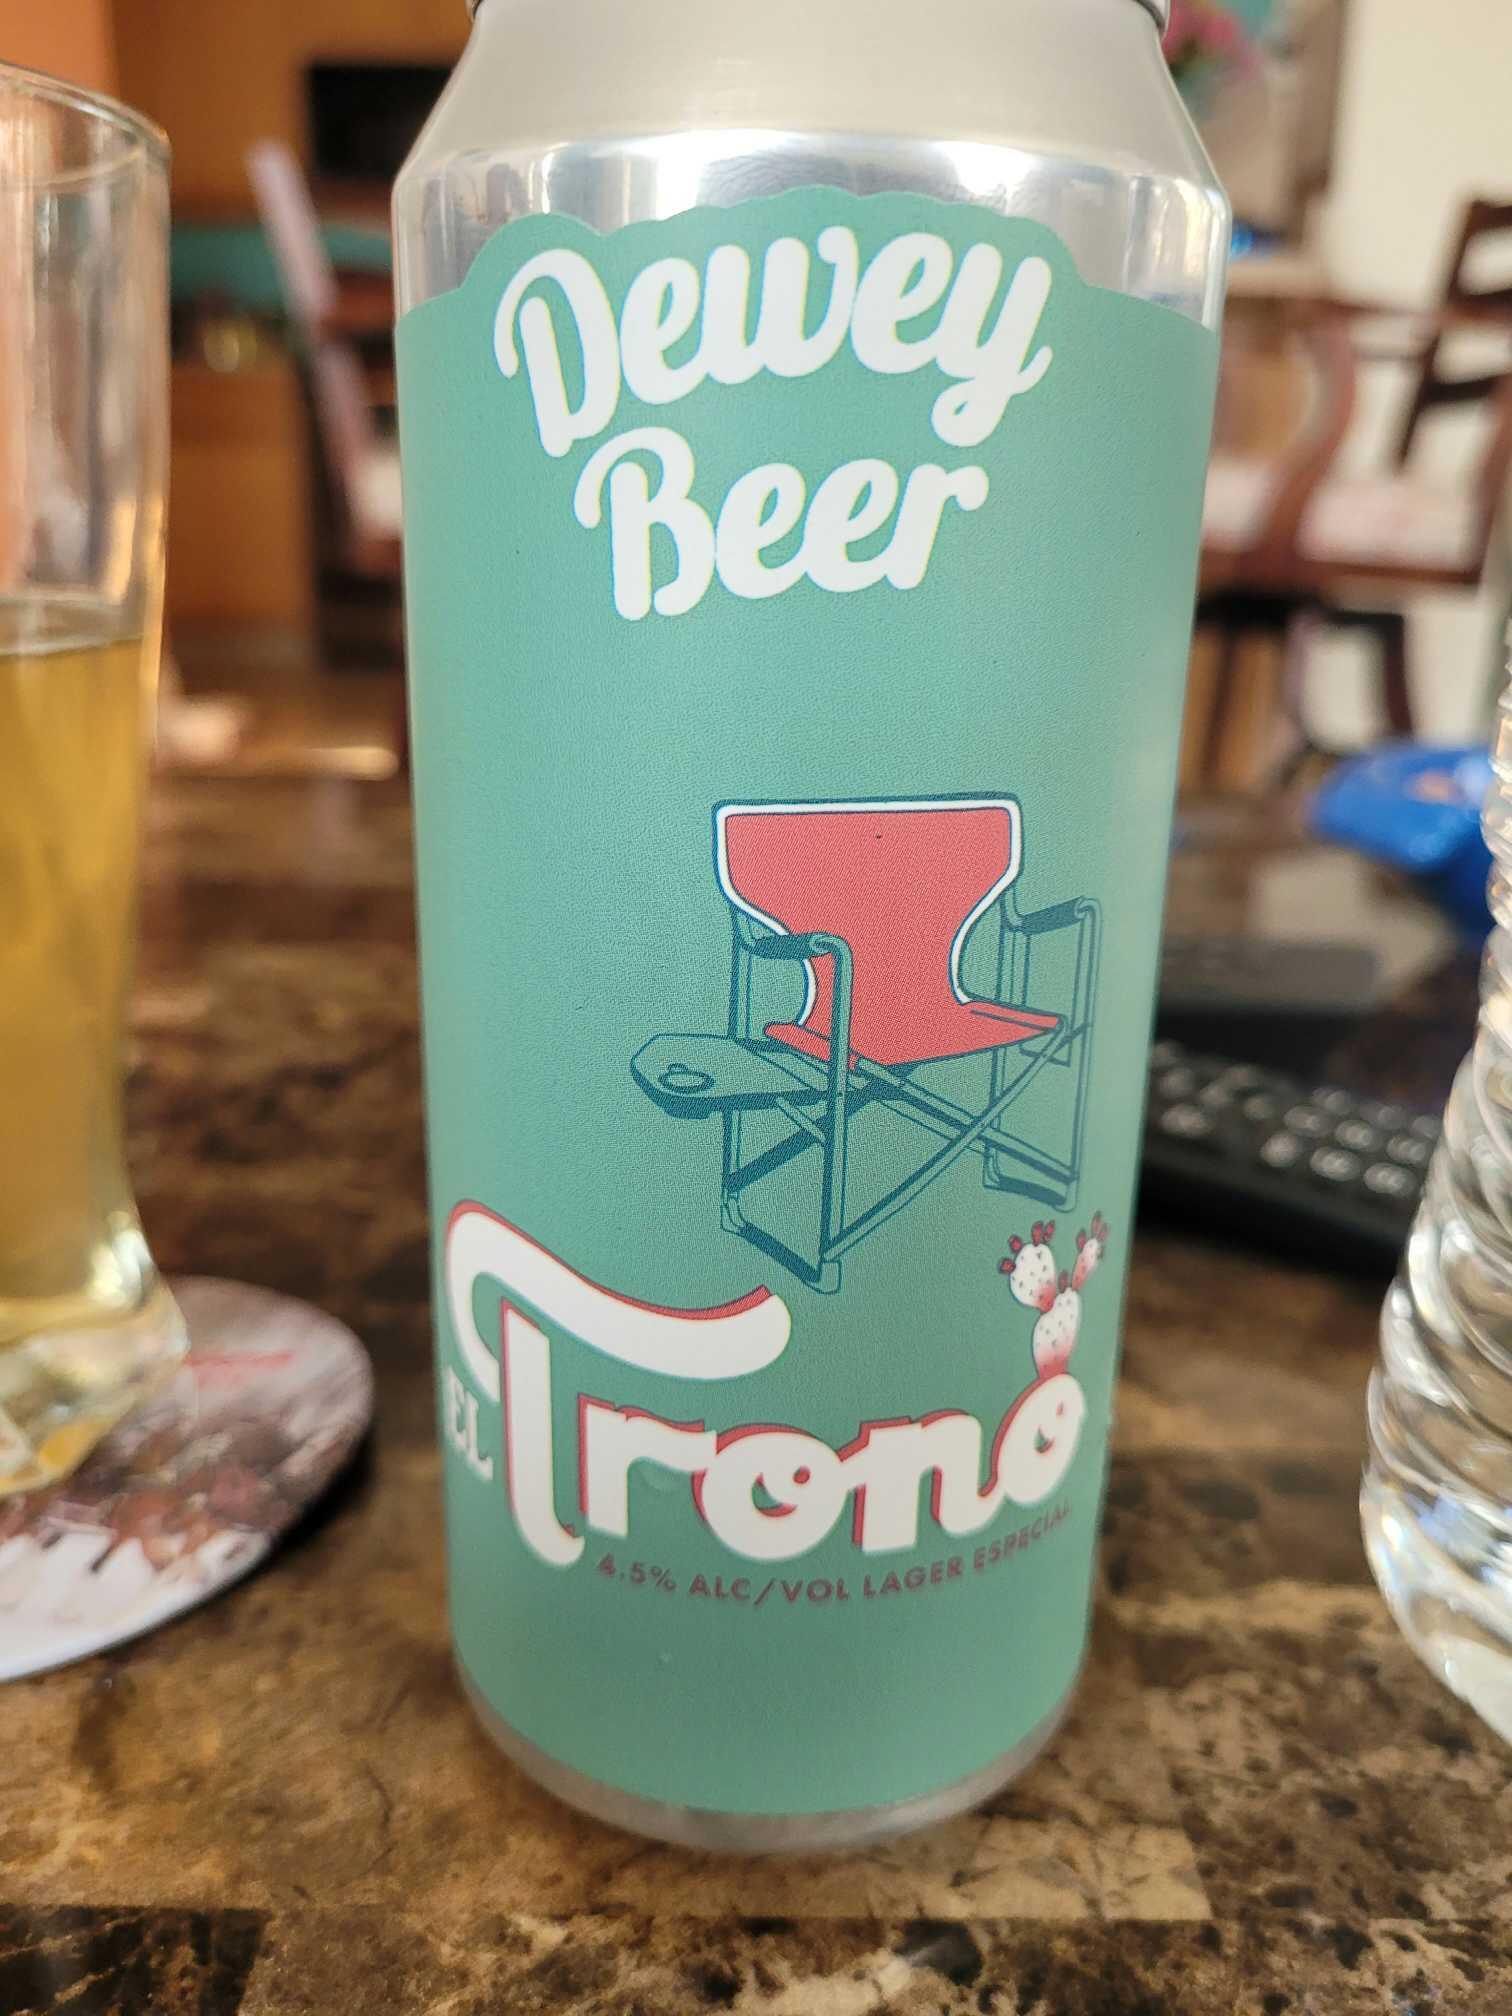 Dewey
Beer
EL
Trono
4.5% ALC/VOL LAGER ESPECIAL